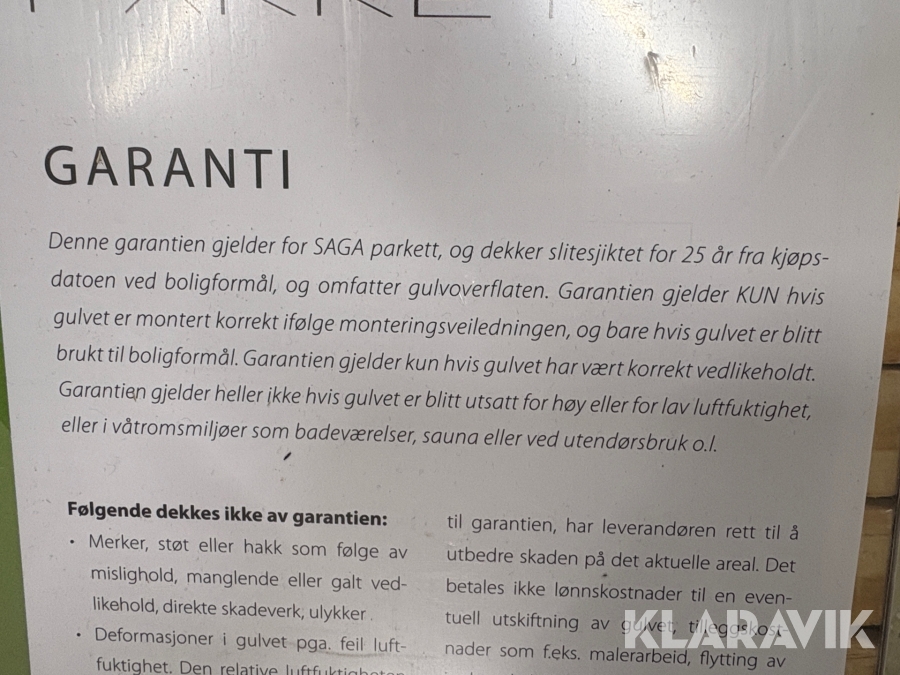 GARANTI
Denne garantien gjelder for SAGA parkett, og dekker slitesjiktet for 25 år fra kjøps-
datoen ved boligformål, og omfatter gulvoverflaten. Garantien gjelder KUN hvis
gulvet er montert korrekt ifølge monteringsveiledningen, og bare hvis gulvet er blitt
brukt til boligformål. Garantien gjelder kun hvis gulvet har vært korrekt vedlikeholdt.
Garantien gjelder heller ikke hvis gulvet er blitt utsatt for høy eller for lav luftfuktighet,
eller i våtromsmiljøer som badeværelser, sauna eller ved utendørsbruk o.l.
Følgende dekkes ikke av garantien:
• Merker, støt eller hakk som følge av
mislighold, manglende eller galt ved-
likehold, direkte skadeverk, ulykker
• Deformasjoner i gulvet pga. feil luft-
fuktighet. Den relative luftfuktigheten
til garantien, har leverandøren rett til å
utbedre skaden på det aktuelle areal. Det
betales ikke lønnskostnader til en even-
tuell utskiftning av gulvet, tilleggskost-
nader som f.eks. malerarbeid, flytting av
KLARAVIK